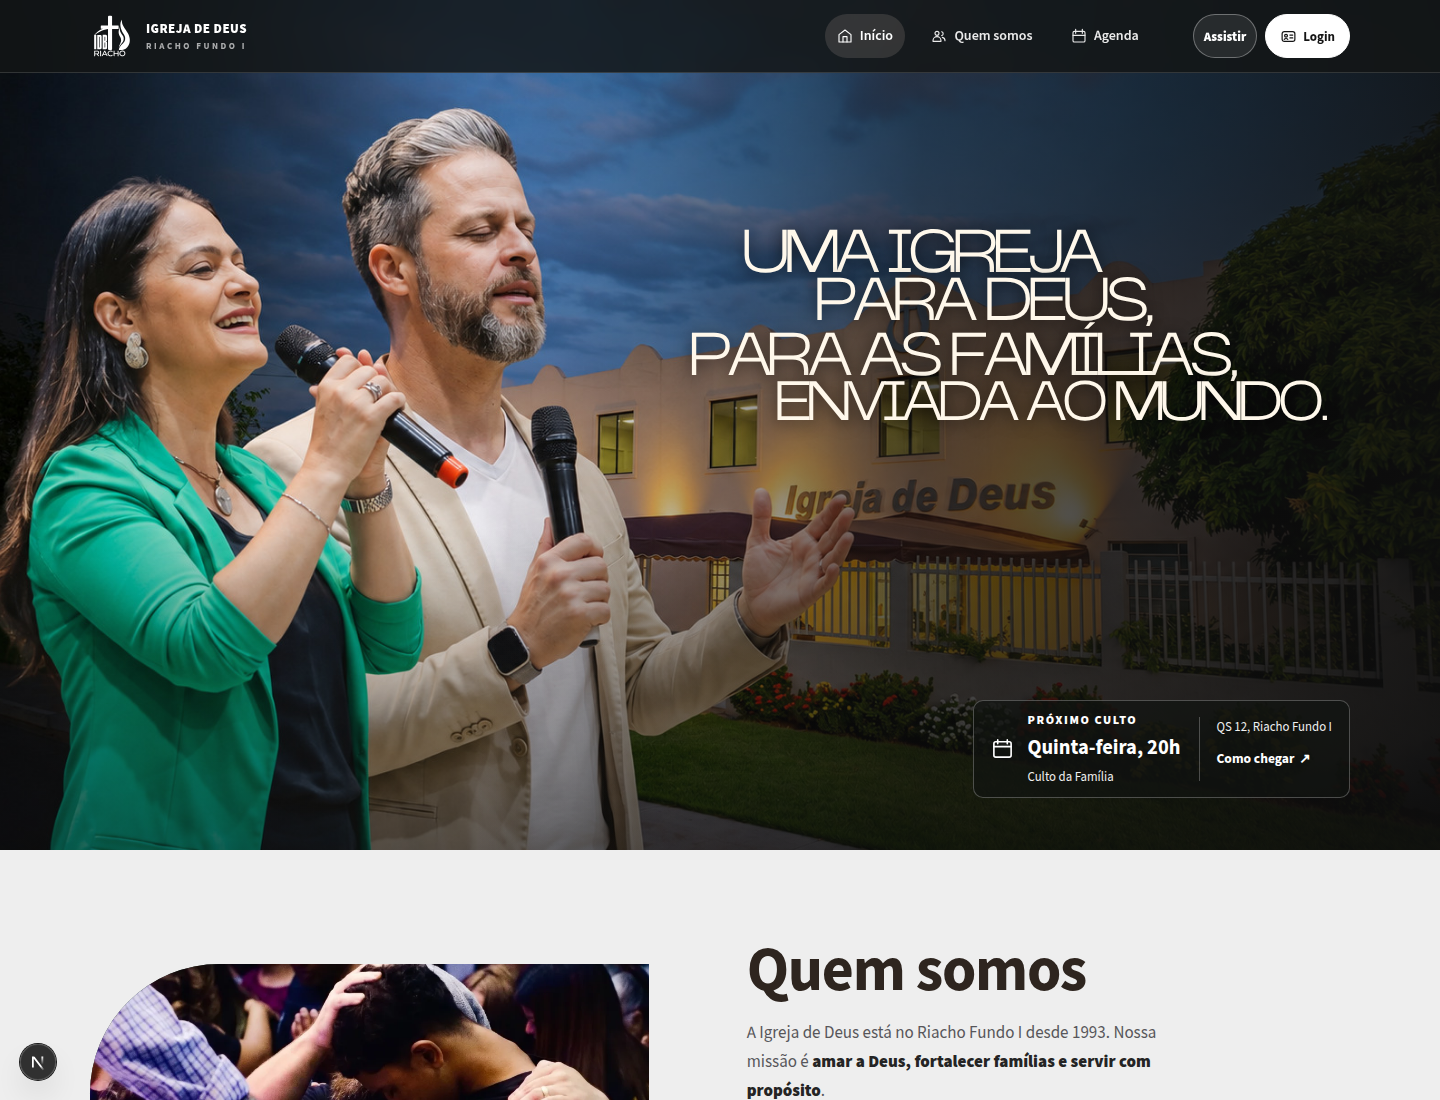 IDB
RIACHO
IGREJA DE DEUS
RIACHO FUNDO I
Início
Quem somos
Agenda
Assistir
Login
UMA IGREJA
PARA DEUS,
PARA AS FAMÍLIAS,
ENVIADA AO MUNDO.
Igreja de Deus
PRÓXIMO CULTO
Quinta-feira, 20h
Culto da Família
QS 12, Riacho Fundo I
Como chegar ↗
Quem somos
A Igreja de Deus está no Riacho Fundo I desde 1993. Nossa
missão é amar a Deus, fortalecer famílias e servir com
propósito.
N